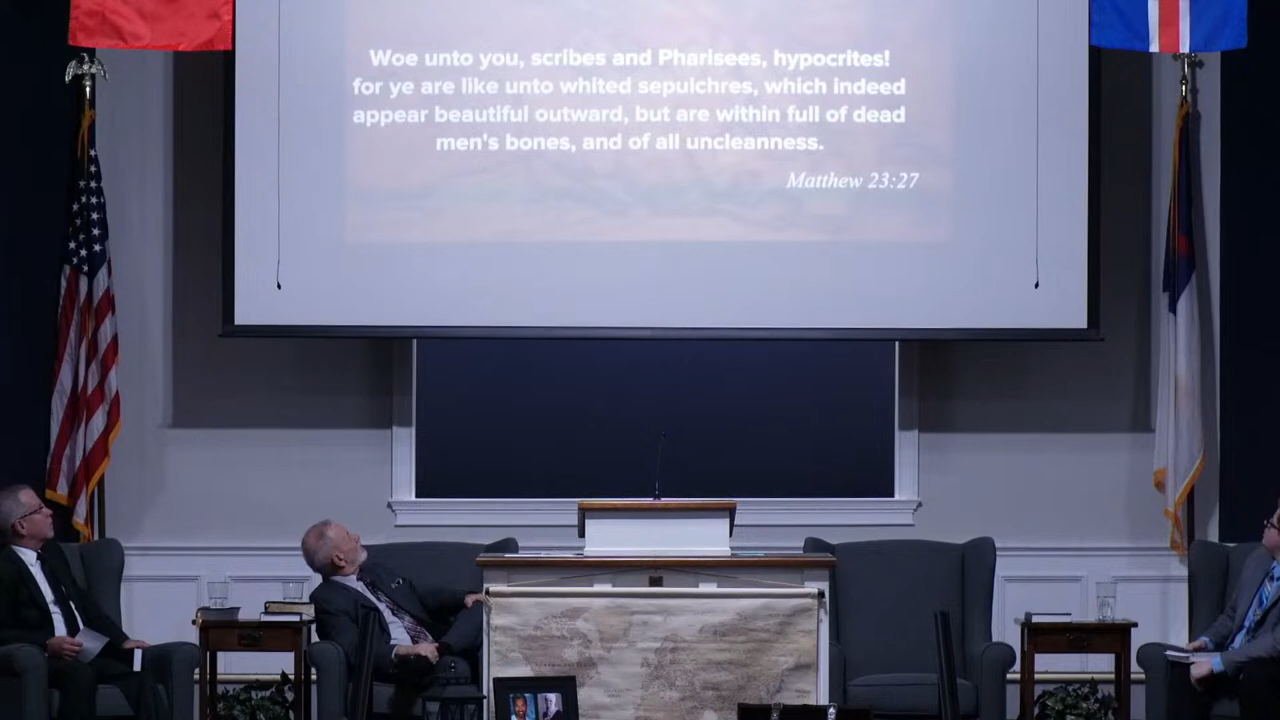 Woe unto you, scribes and Pharisees, hypocrites!
for ye are like unto whited sepulchres, which indeed
appear beautiful outward, but are within full of dead
men's bones, and of all uncleanness.
Matthew 23:27